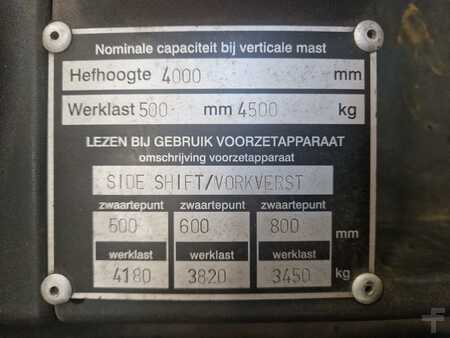 Nominale capaciteit bij verticale mast
Hefhoogte 4000 mm
Werklast 500 mm 4500 kg
LEZEN BIJ GEBRUIK VOORZETAPPARAAT
omschrijving voorzetapparaat
SIDE SHIFT/VORKVERST
zwaartepunt zwaartepunt zwaartepunt
500 600 800 mm
werklast werklast werklast
4180 3820 3450 kg